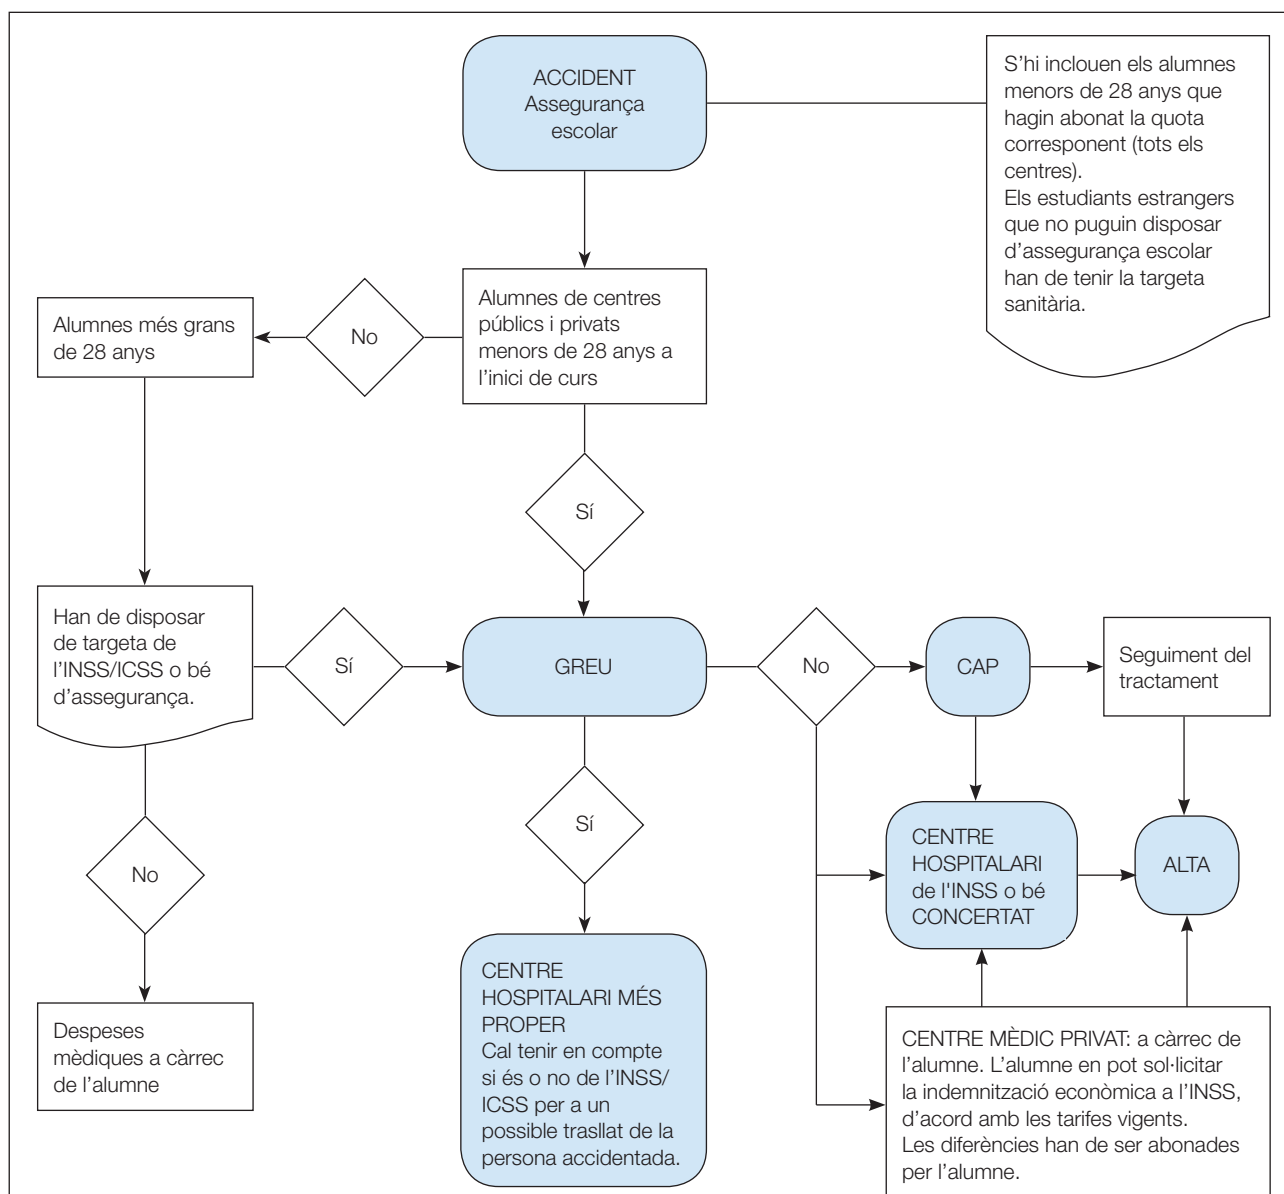 ACCIDENT
Assegurança
escolar
S’hi inclouen els alumnes
menors de 28 anys que
hagin abonat la quota
corresponent (tots els
centres).
Els estudiants estrangers
que no puguin disposar
d’assegurança escolar
han de tenir la targeta
sanitària.
Alumnes més grans
de 28 anys
No
Alumnes de centres
públics i privats
menors de 28 anys a
l’inici de curs
Sí
Han de disposar
de targeta de
l’INSS/ICSS o bé
d’assegurança.
Sí
GREU
No
CAP
Seguiment del
tractament
No
Sí
CENTRE
HOSPITALARI
de l'INSS o bé
CONCERTAT
ALTA
Despeses
mèdiques a càrrec
de l’alumne
CENTRE
HOSPITALARI MÉS
PROPER
Cal tenir en compte
si és o no de l’INSS/
ICSS per a un
possible trasllat de la
persona accidentada.
CENTRE MÈDIC PRIVAT: a càrrec de
l’alumne. L’alumne en pot sol·licitar
la indemnització econòmica a l’INSS,
d’acord amb les tarifes vigents.
Les diferències han de ser abonades
per l’alumne.